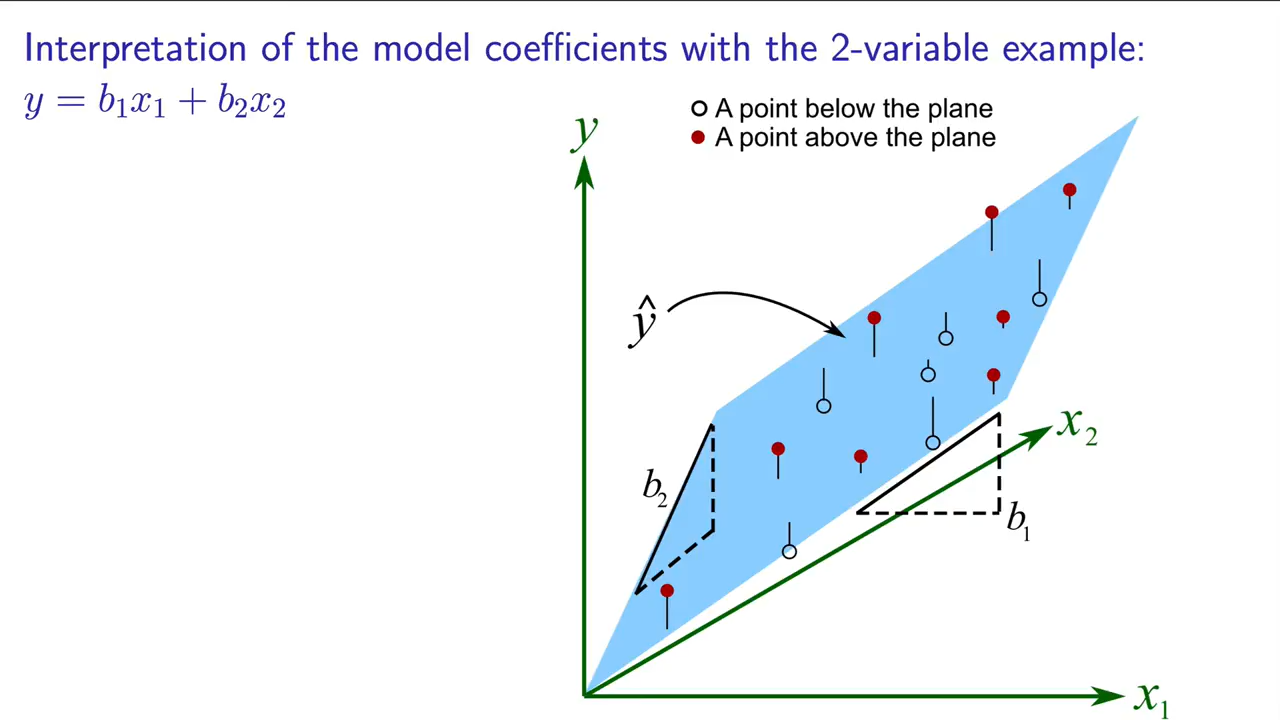 Interpretation of the model coefficients with the 2-variable example:
y = b₁x₁ + b₂x₂
A point below the plane
A point above the plane
y
ŷ
x₂
b₂
b₁
x₁